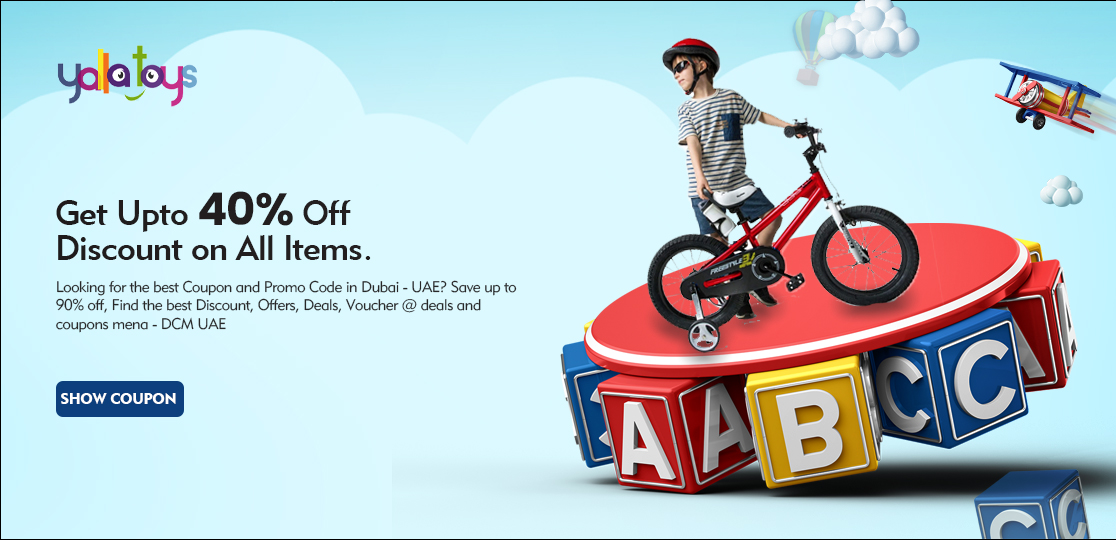 yallatoys
Get Upto 40% Off
Discount on All Items.
Looking for the best Coupon and Promo Code in Dubai - UAE? Save up to
90% off, Find the best Discount, Offers, Deals, Voucher @ deals and
coupons mena - DCM UAE
SHOW COUPON
FREESTYLE
A A B C C A
C C